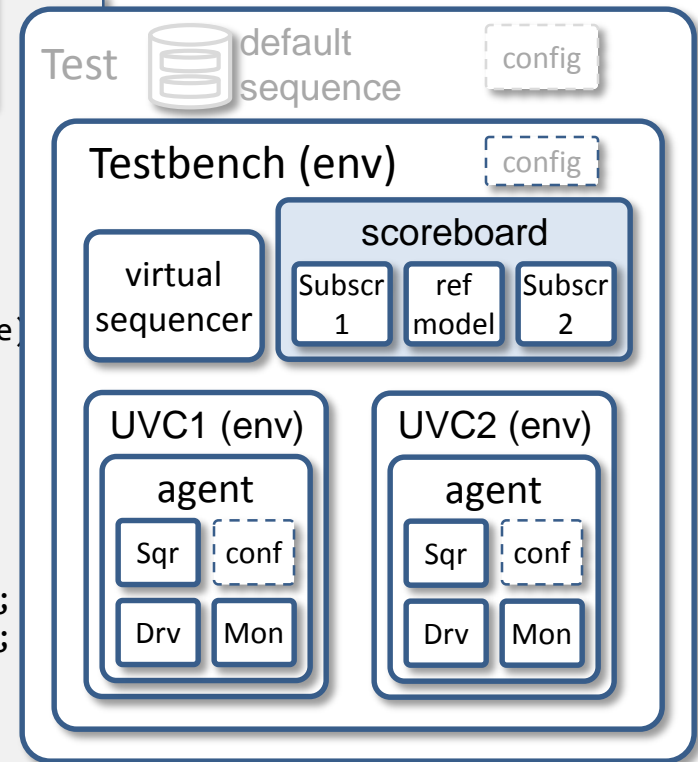 Test
default
sequence
config
Testbench (env)
config
virtual
sequencer
scoreboard
Subscr
1
ref
model
Subscr
2
e)
UVC1 (env)
agent
Sqr
conf
Drv
Mon
UVC2 (env)
agent
Sqr
conf
Drv
Mon
;
;